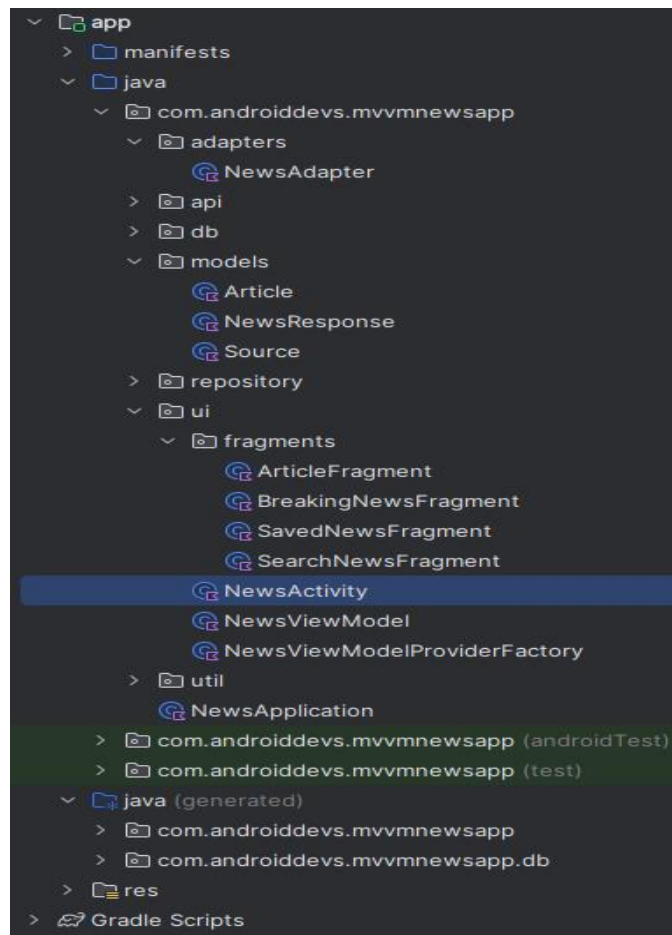 app
manifests
java
com.androiddevs.mvvmnewsapp
adapters
NewsAdapter
api
db
models
Article
NewsResponse
Source
repository
ui
fragments
ArticleFragment
BreakingNewsFragment
SavedNewsFragment
SearchNewsFragment
NewsActivity
NewsViewModel
NewsViewModelProviderFactory
util
NewsApplication
com.androiddevs.mvvmnewsapp (androidTest)
com.androiddevs.mvvmnewsapp (test)
java (generated)
com.androiddevs.mvvmnewsapp
com.androiddevs.mvvmnewsapp.db
res
Gradle Scripts